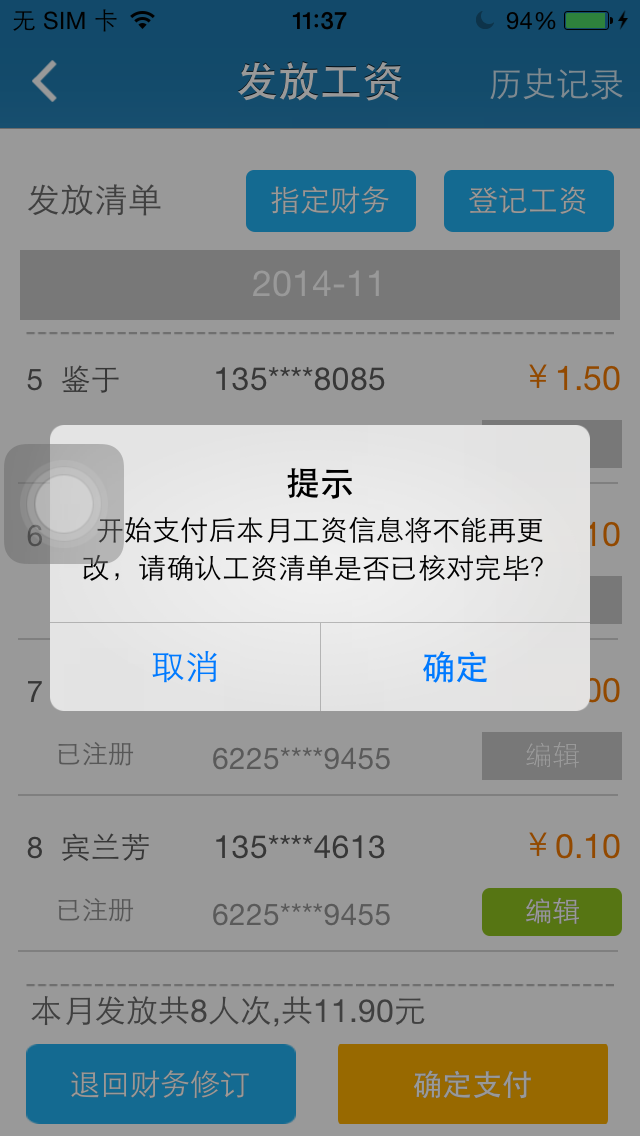 无 SIM 卡 11:37 94%
发放工资 历史记录
发放清单 指定财务 登记工资
2014-11
5 鉴于 135****8085 ￥1.50
提示
6 开始支付后本月工资信息将不能再更 10
改，请确认工资清单是否已核对完毕?
取消 确定
7 00
已注册 6225****9455 编辑
8 宾兰芳 135****4613 ￥0.10
已注册 6225****9455 编辑
本月发放共8人次,共11.90元
退回财务修订 确定支付